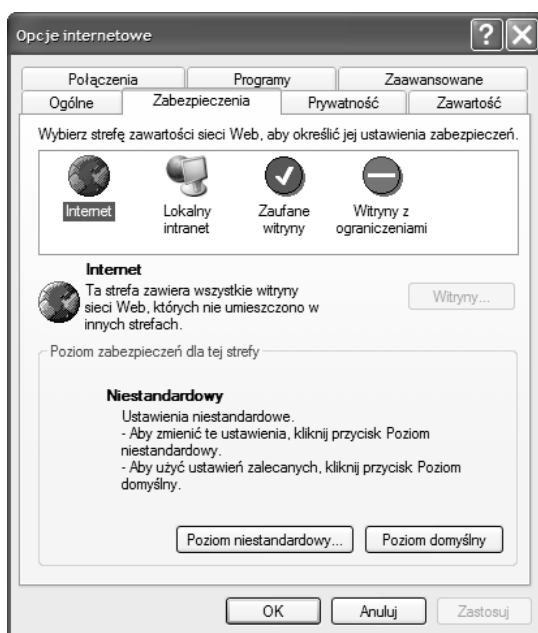 Opcje internetowe
Połączenia Programy Zaawansowane
Ogólne Zabezpieczenia Prywatność Zawartość
Wybierz strefę zawartości sieci Web, aby określić jej ustawienia zabezpieczeń.
Internet Lokalny Zaufane Witryny z
intranet witryny ograniczeniami
Internet
Ta strefa zawiera wszystkie witryny
sieci Web, których nie umieszczono w
innych strefach.
Witryny...
Poziom zabezpieczeń dla tej strefy
Niestandardowy
Ustawienia niestandardowe.
- Aby zmienić te ustawienia, kliknij przycisk Poziom
niestandardowy.
- Aby użyć ustawień zalecanych, kliknij przycisk Poziom
domyślny.
Poziom niestandardowy... Poziom domyślny
OK Anuluj Zastosuj